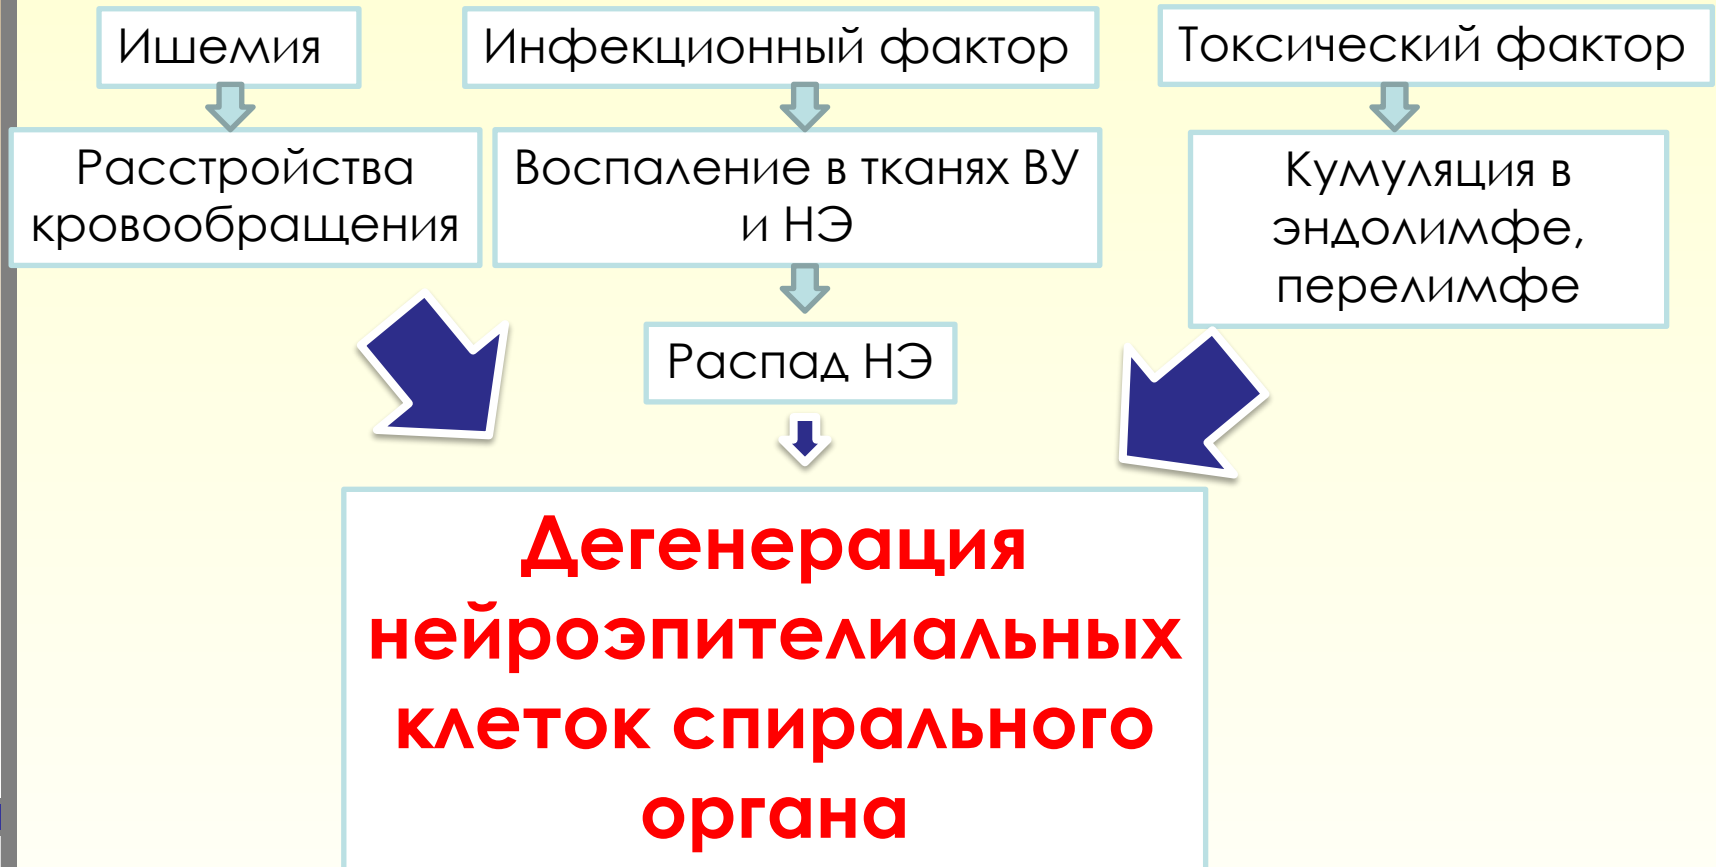 Ишемия
Инфекционный фактор
Токсический фактор
Расстройства
кровообращения
Воспаление в тканях ВУ
и НЭ
Кумуляция в
эндолимфе,
перелимфе
Распад НЭ
Дегенерация
нейроэпителиальных
клеток спирального
органа